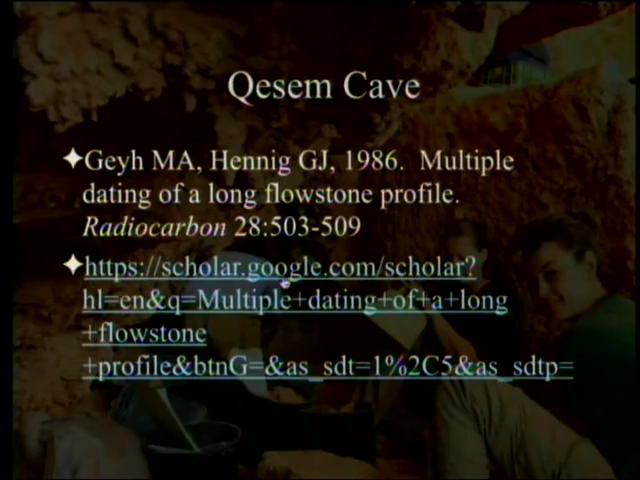 Qesem Cave
Geyh MA, Hennig GJ, 1986. Multiple
dating of a long flowstone profile.
Radiocarbon 28:503-509
https://scholar.google.com/scholar?
hl=en&q=Multiple+dating+of+a+long
+flowstone
+profile&btnG=&as_sdt=1%2C5&as_sdtp=